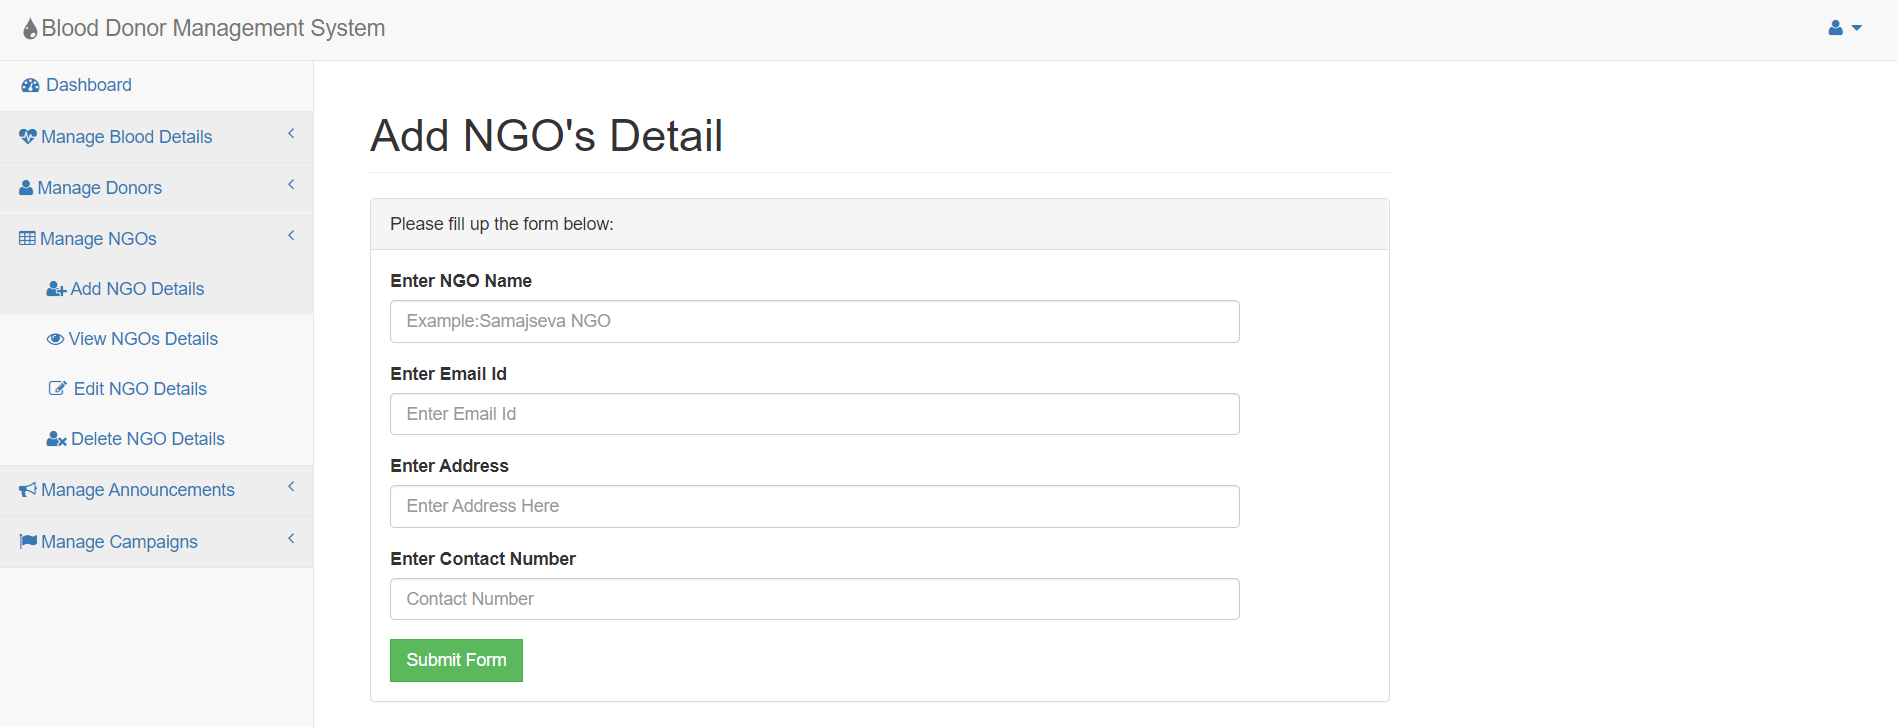 Blood Donor Management System
Dashboard
Manage Blood Details
Manage Donors
Manage NGOs
Add NGO Details
View NGOs Details
Edit NGO Details
Delete NGO Details
Manage Announcements
Manage Campaigns
Add NGO's Detail
Please fill up the form below:
Enter NGO Name
Example:Samajseva NGO
Enter Email Id
Enter Email Id
Enter Address
Enter Address Here
Enter Contact Number
Contact Number
Submit Form